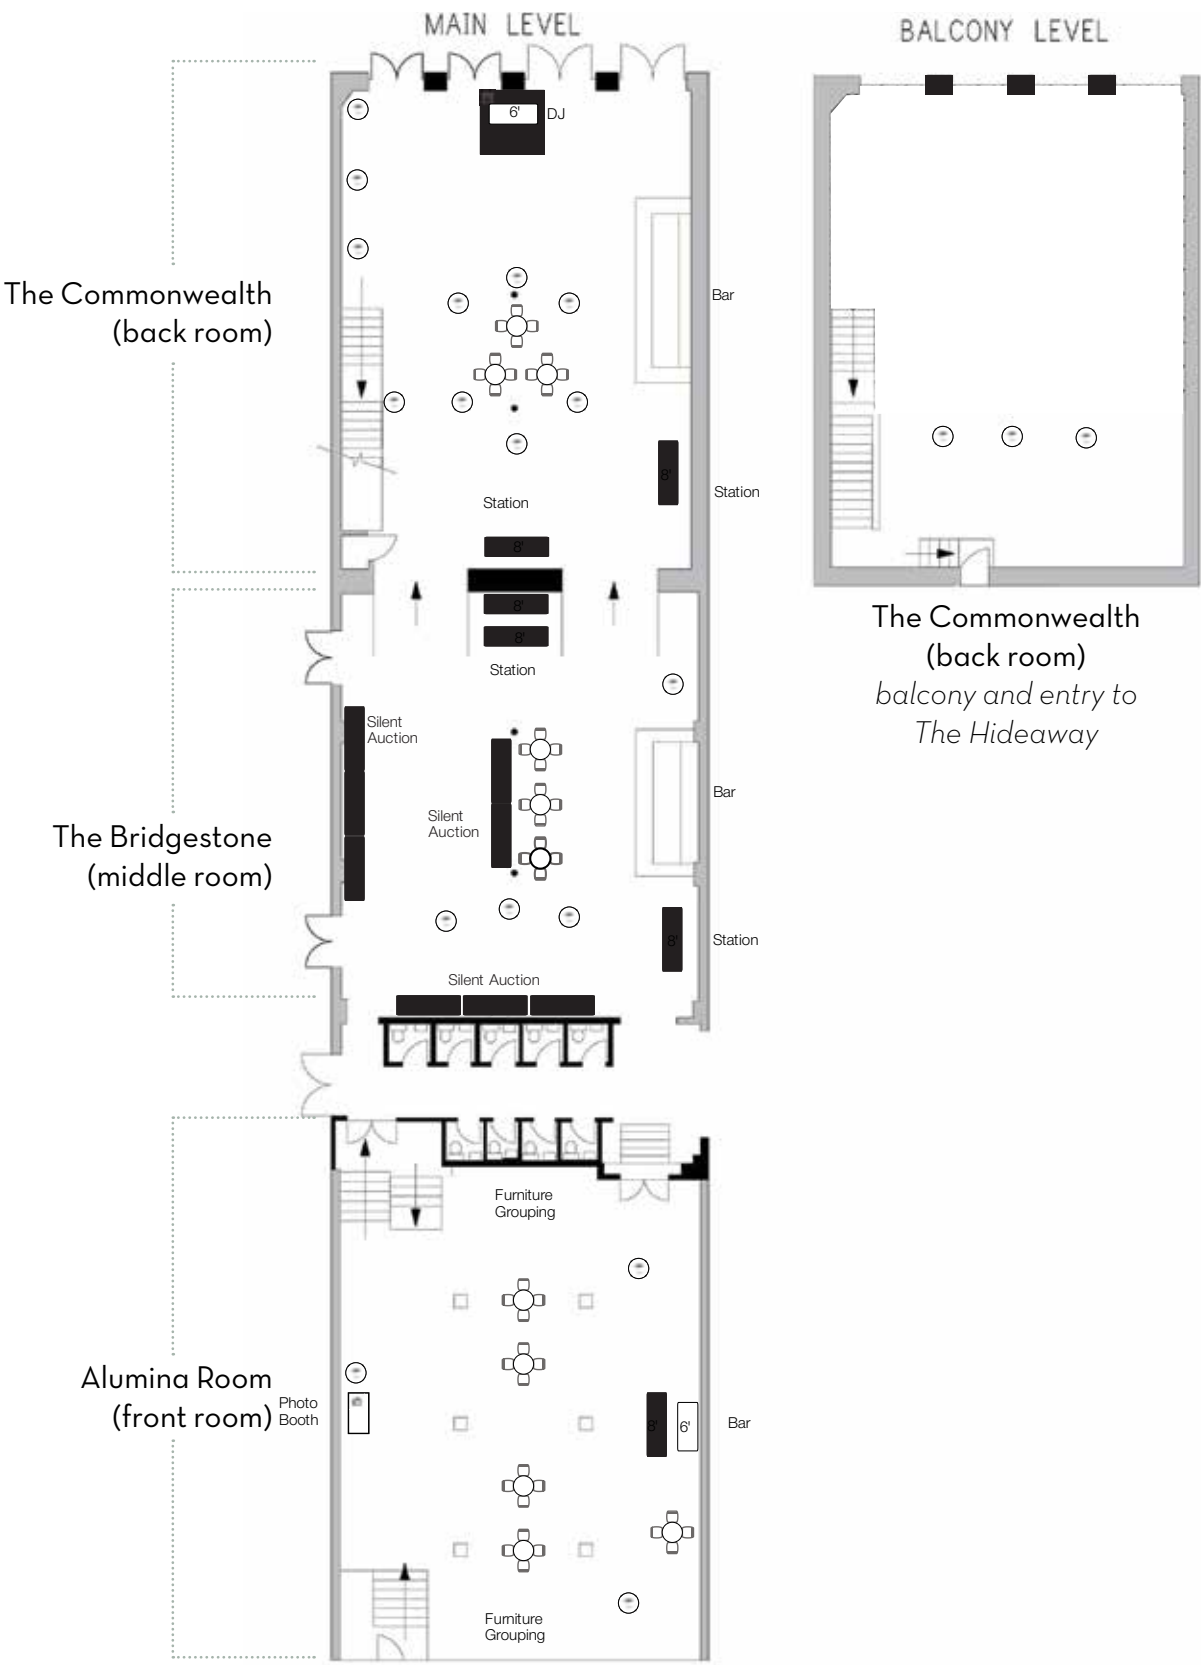 MAIN LEVEL
BALCONY LEVEL
6'
DJ
The Commonwealth
(back room)
Bar
8'
Station
Station
8'
8'
8'
Station
The Commonwealth
(back room)
balcony and entry to
The Hideaway
Silent
Auction
The Bridgestone
(middle room)
Silent
Auction
Bar
8'
Station
Silent Auction
Furniture
Grouping
Alumina Room
(front room)
Photo
Booth
8'
6'
Bar
Furniture
Grouping